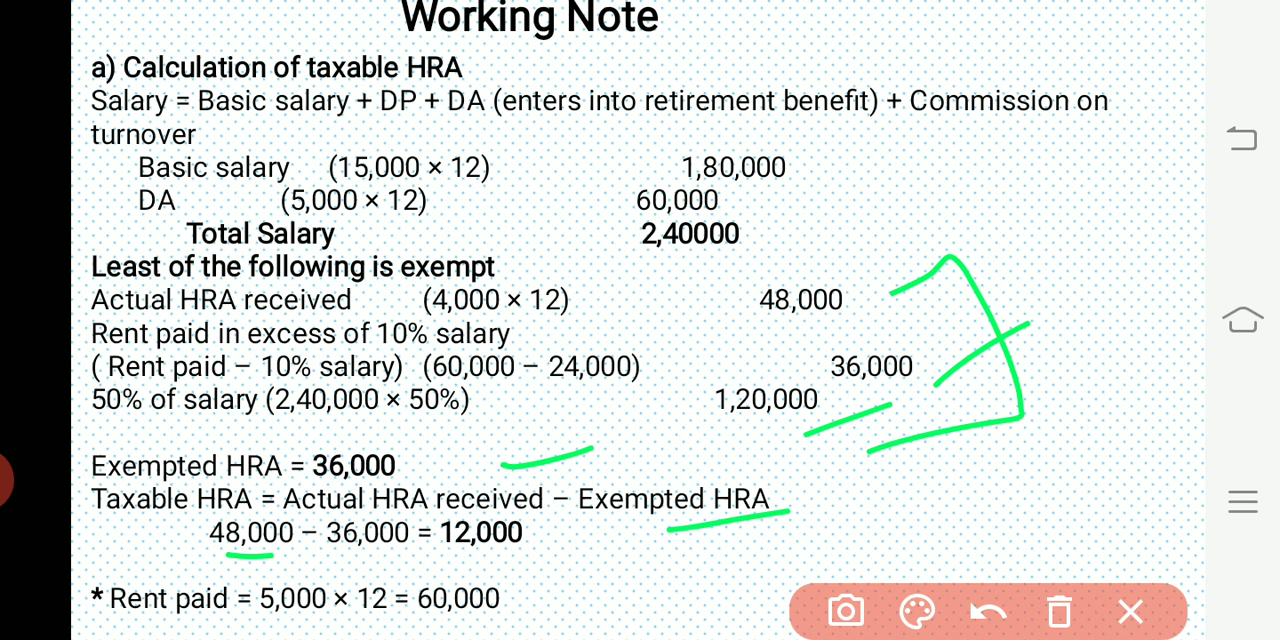 Working Note
a) Calculation of taxable HRA
Salary = Basic salary + DP + DA (enters into retirement benefit) + Commission on
turnover
Basic salary (15,000 × 12) 1,80,000
DA (5,000 × 12) 60,000
Total Salary 2,40000
Least of the following is exempt
Actual HRA received (4,000 × 12) 48,000
Rent paid in excess of 10% salary
( Rent paid – 10% salary) (60,000 – 24,000) 36,000
50% of salary (2,40,000 × 50%) 1,20,000
Exempted HRA = 36,000
Taxable HRA = Actual HRA received – Exempted HRA
48,000 – 36,000 = 12,000
* Rent paid = 5,000 × 12 = 60,000